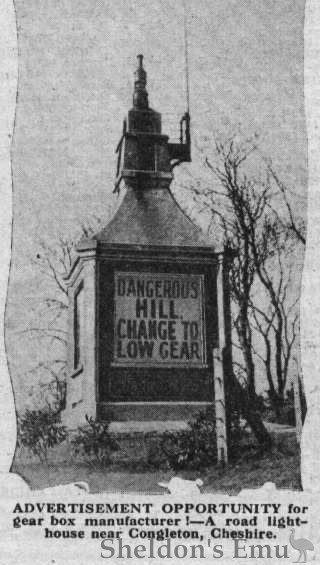 DANGEROUS
HILL
CHANGE TO
LOW GEAR
ADVERTISEMENT OPPORTUNITY for
gear box manufacturer !—A road light-
house near Congleton, Cheshire.
Sheldon's Emu